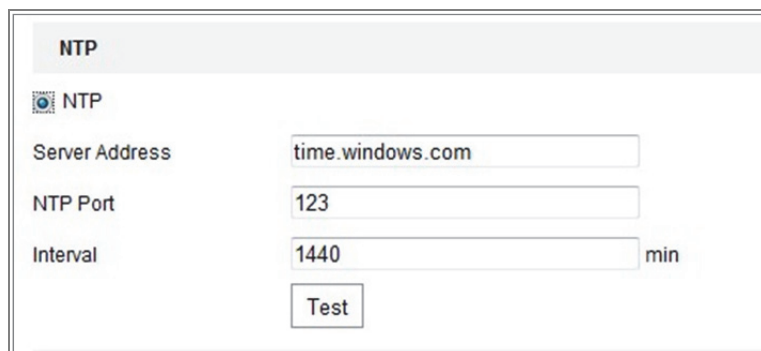 NTP
NTP
Server Address time.windows.com
NTP Port 123
Interval 1440 min
Test